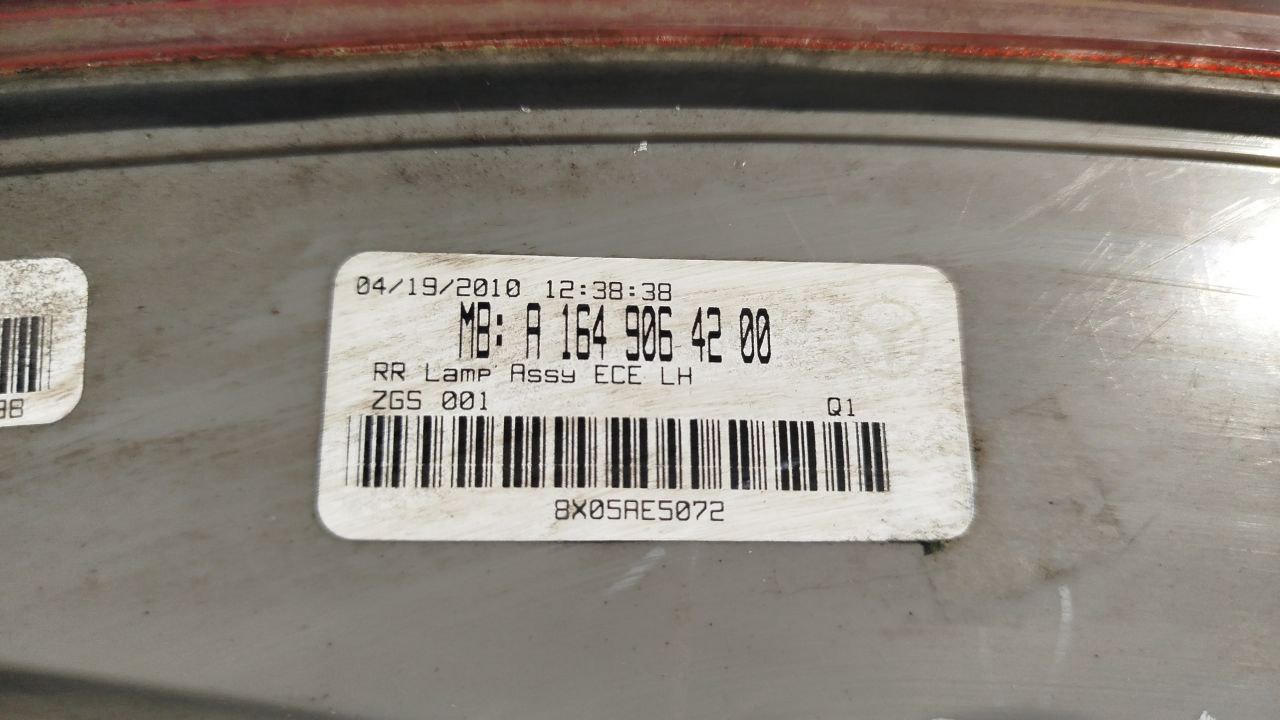 04/19/2010 12:38:38
MB: A 164 906 42 00
RR Lamp Assy ECE LH
ZGS 001 Q1
8X05AE5072